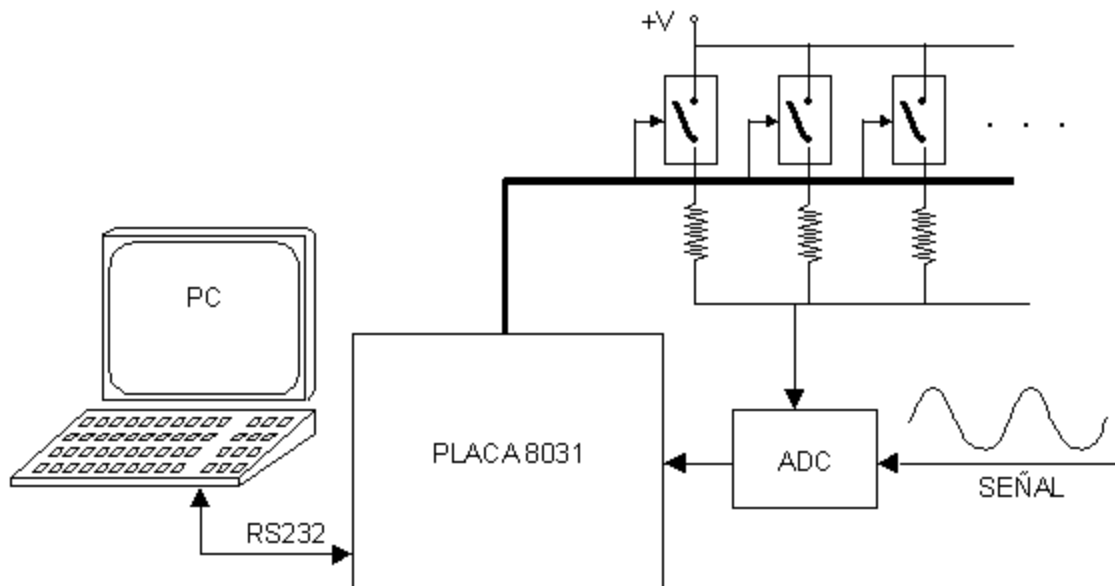 +V
. . .
PC
PLACA 8031
ADC
SEÑAL
RS232